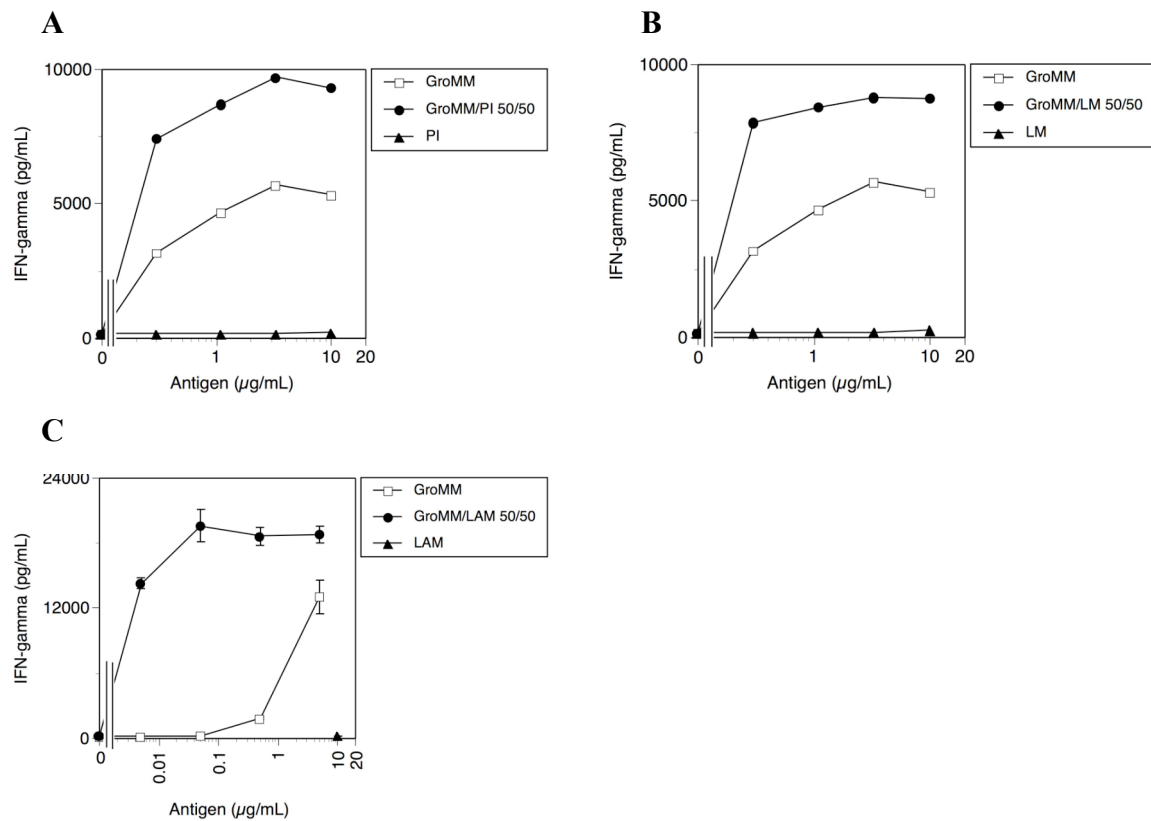 A
10000
5000
0
IFN-gamma (pg/mL)
0
1
10
20
Antigen (µg/mL)
GroMM
GroMM/PI 50/50
PI
B
10000
5000
0
IFN-gamma (pg/mL)
0
1
10
20
Antigen (µg/mL)
GroMM
GroMM/LM 50/50
LM
C
24000
12000
0
IFN-gamma (pg/mL)
0
0.01
0.1
1
10
20
Antigen (µg/mL)
GroMM
GroMM/LAM 50/50
LAM